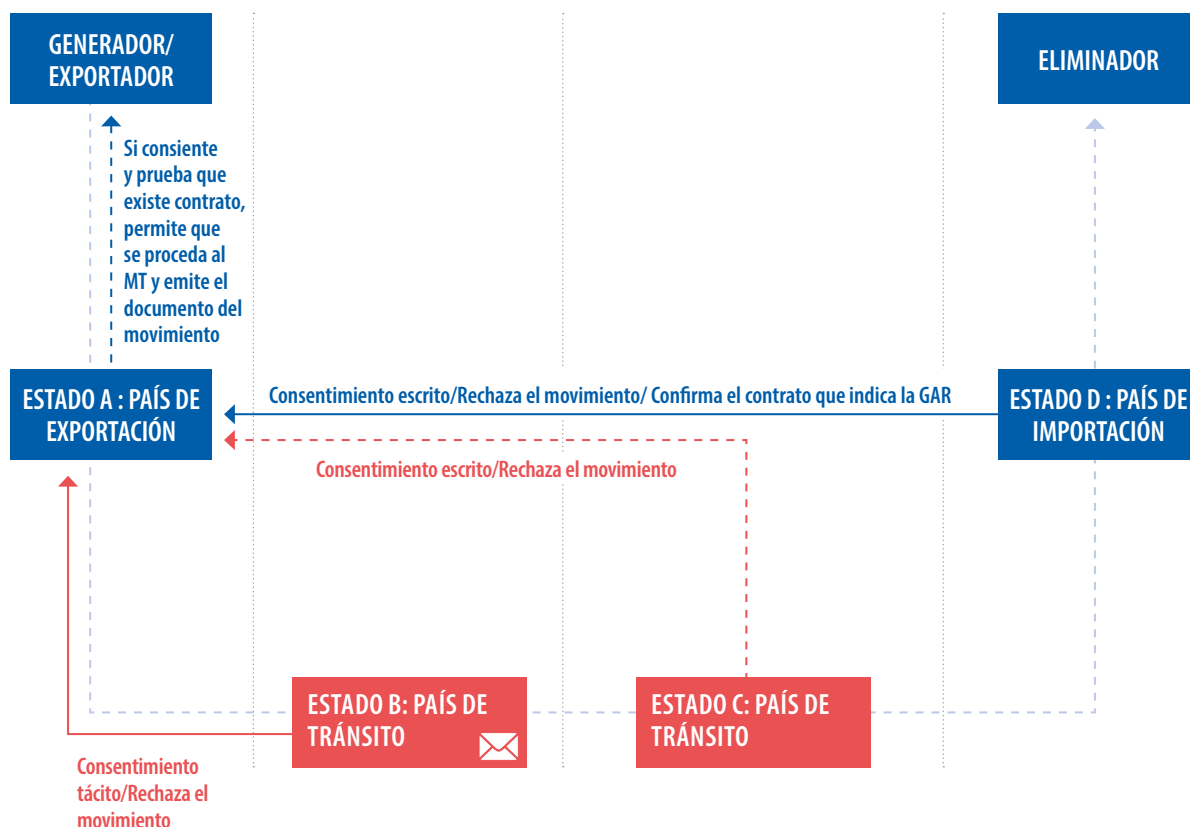 GENERADOR/
EXPORTADOR
ELIMINADOR
Si consiente
y prueba que
existe contrato,
permite que
se proceda al
MT y emite el
documento del
movimiento
ESTADO A : PAÍS DE
EXPORTACIÓN
Consentimiento escrito/Rechaza el movimiento/ Confirma el contrato que indica la GAR
ESTADO D : PAÍS DE
IMPORTACIÓN
Consentimiento escrito/Rechaza el movimiento
ESTADO B: PAÍS DE
TRÁNSITO
ESTADO C: PAÍS DE
TRÁNSITO
Consentimiento
tácito/Rechaza el
movimiento